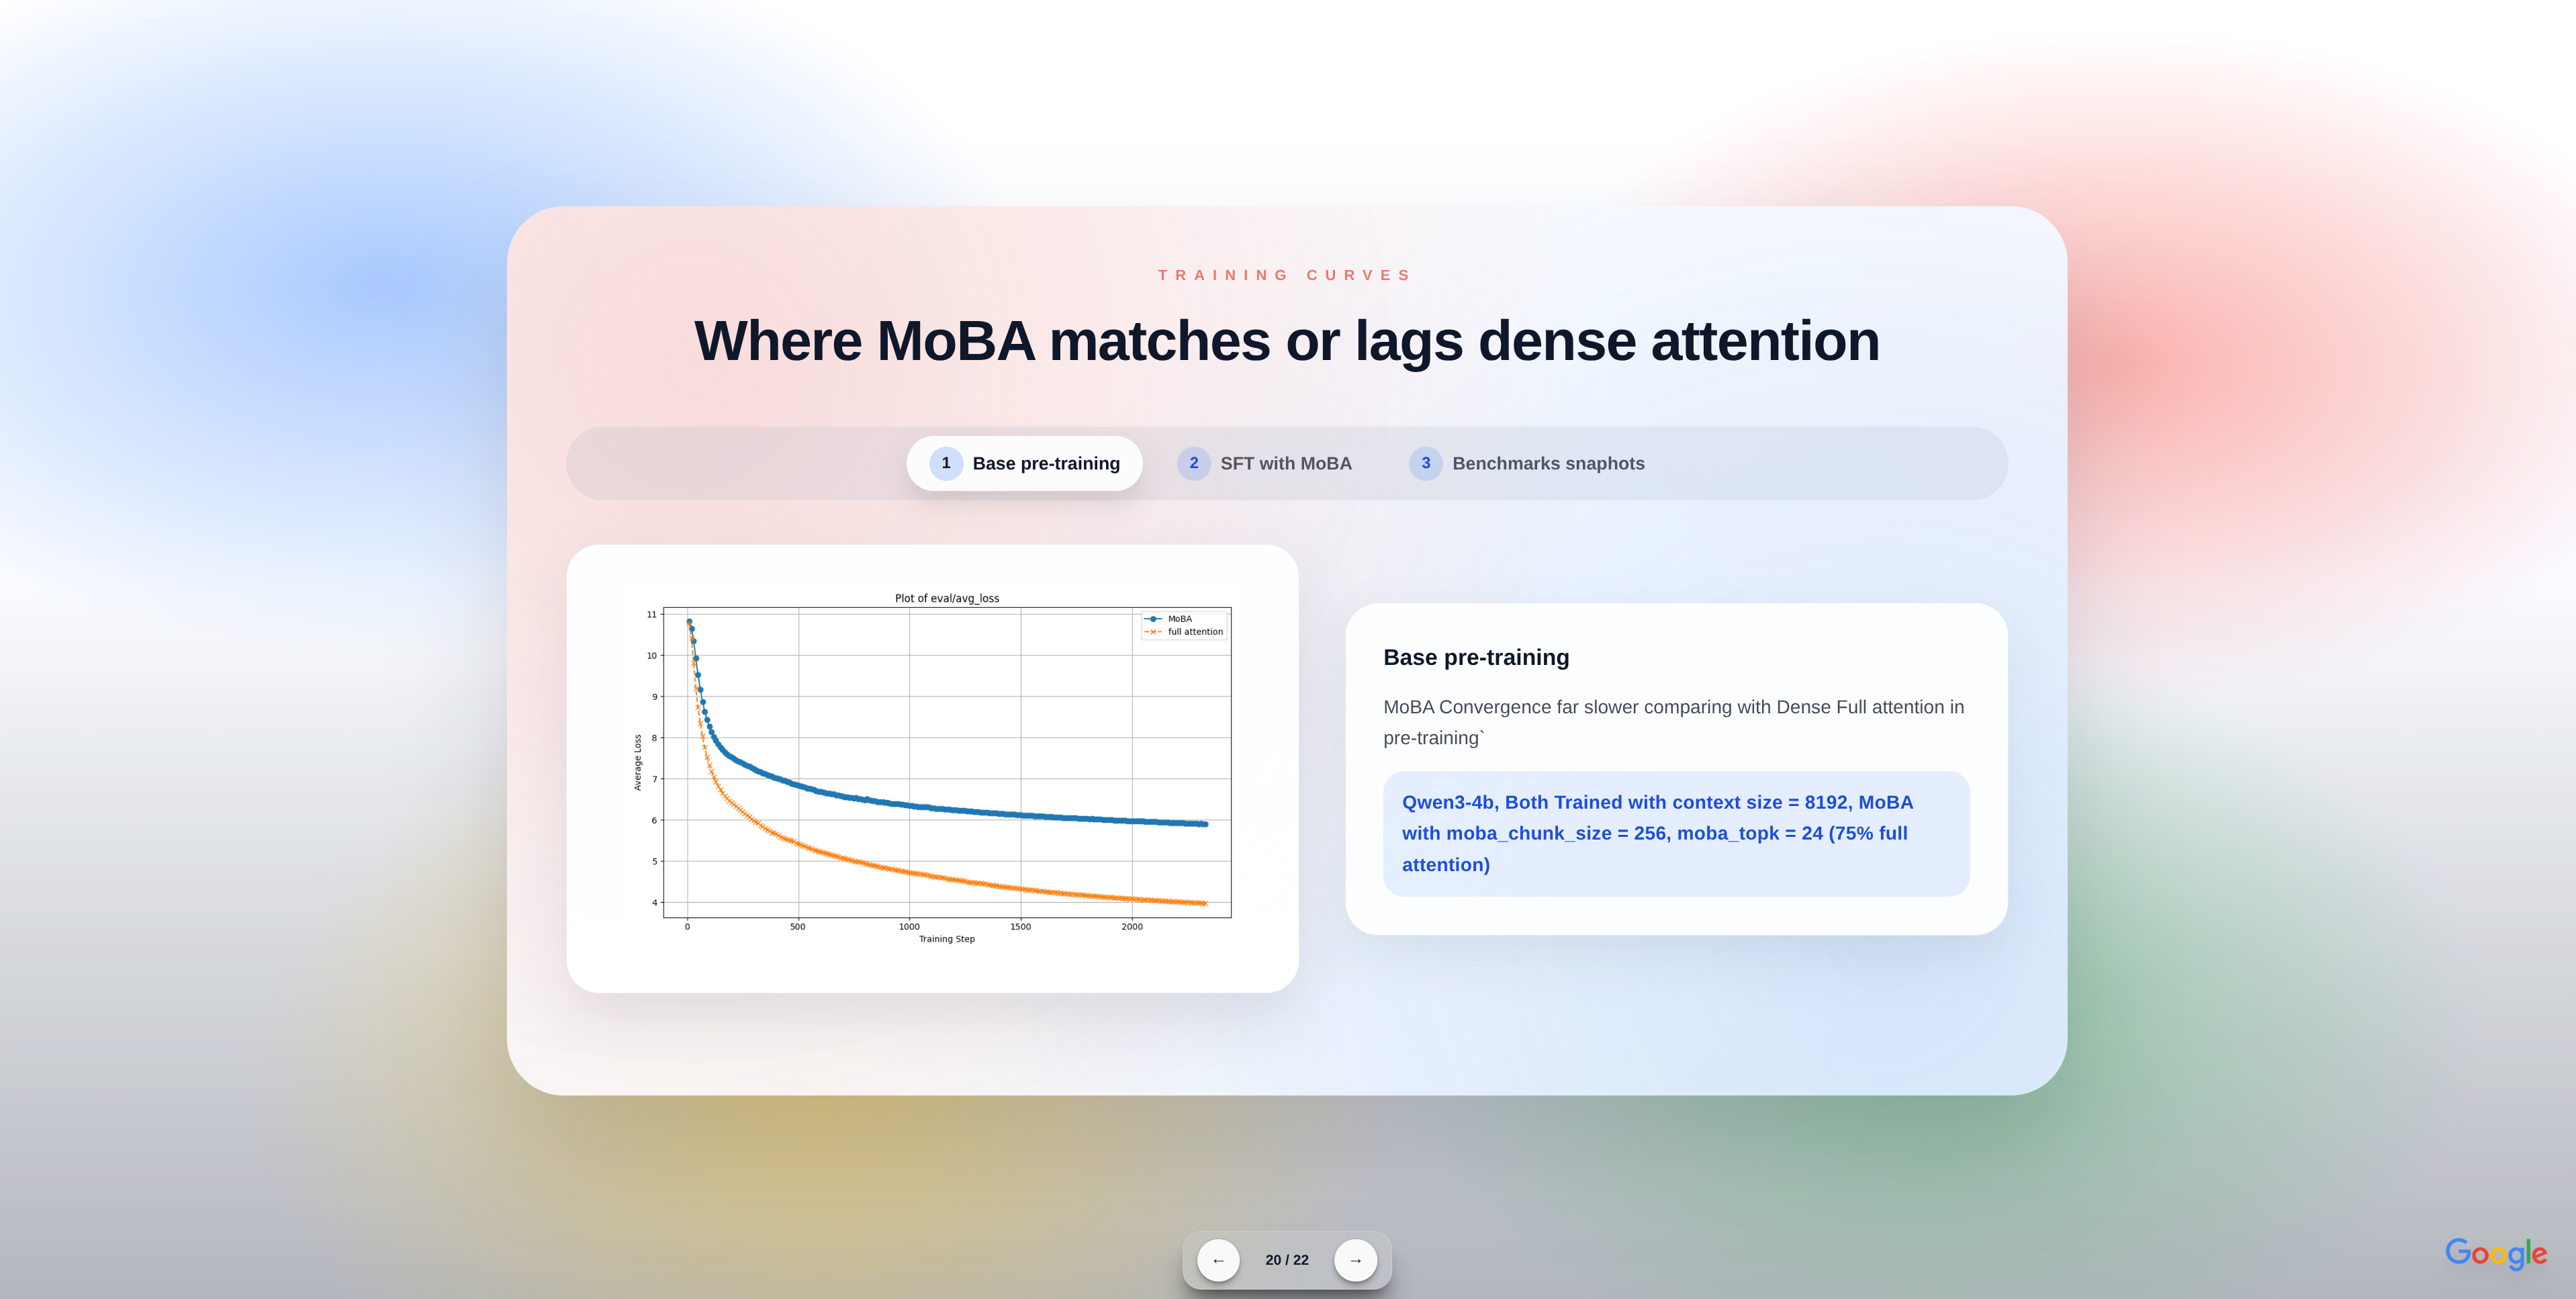 TRAINING CURVES
Where MoBA matches or lags dense attention
1 Base pre-training
2 SFT with MoBA
3 Benchmarks snaphots
Plot of eval/avg_loss
MoBA
full attention
11
10
9
8
7
6
5
4
Average Loss
0 500 1000 1500 2000
Training Step
Base pre-training
MoBA Convergence far slower comparing with Dense Full attention in
pre-training`
Qwen3-4b, Both Trained with context size = 8192, MoBA
with moba_chunk_size = 256, moba_topk = 24 (75% full
attention)
← 20 / 22 →
Google